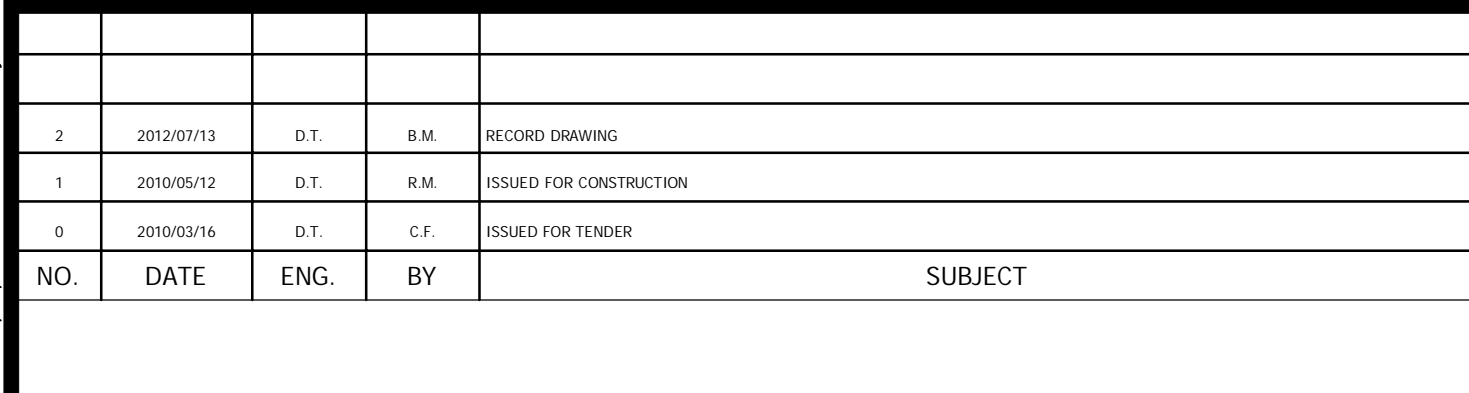 2 2012/07/13 D.T. B.M. RECORD DRAWING
1 2010/05/12 D.T. R.M. ISSUED FOR CONSTRUCTION
0 2010/03/16 D.T. C.F. ISSUED FOR TENDER
NO. DATE ENG. BY SUBJECT